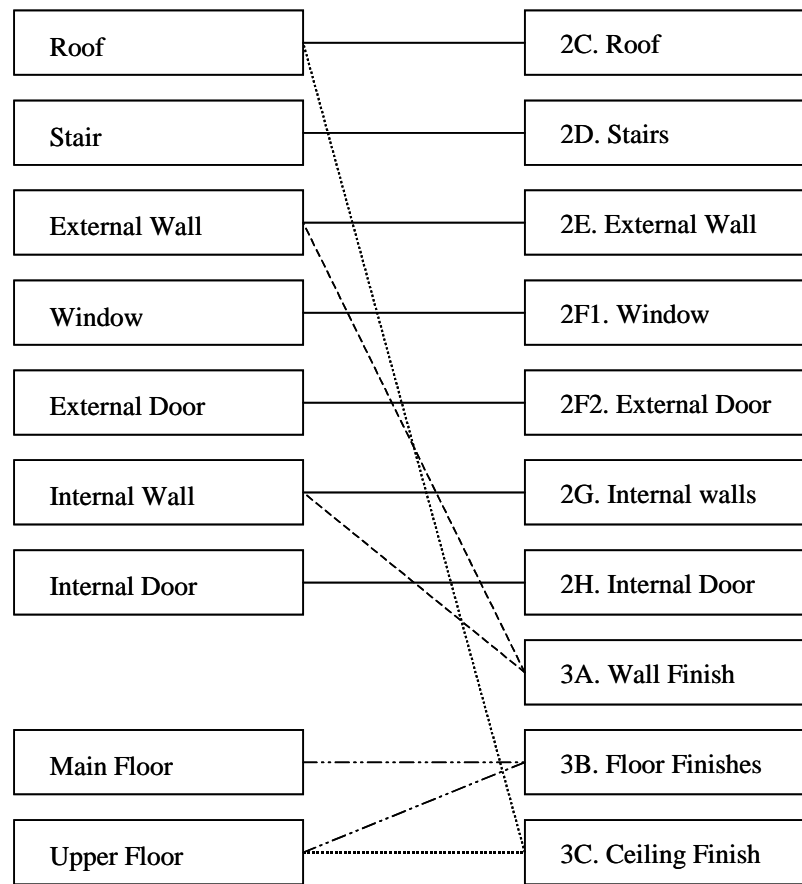 Roof
2C. Roof
Stair
2D. Stairs
External Wall
2E. External Wall
Window
2F1. Window
External Door
2F2. External Door
Internal Wall
2G. Internal walls
Internal Door
2H. Internal Door
3A. Wall Finish
Main Floor
3B. Floor Finishes
Upper Floor
3C. Ceiling Finish